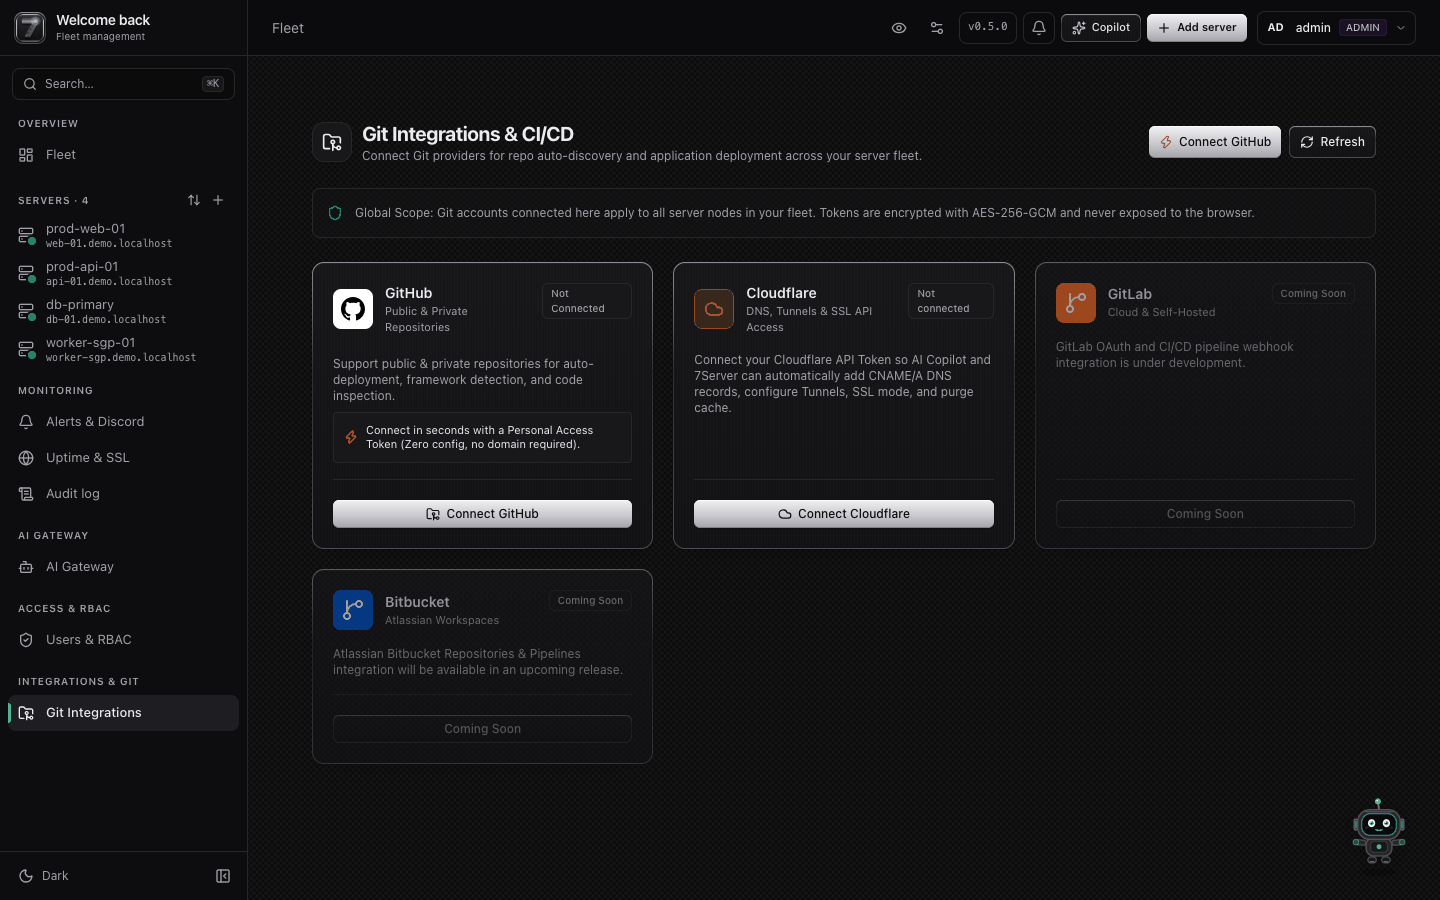 Welcome back
Fleet management
Search...
⌘K
OVERVIEW
Fleet
SERVERS · 4
prod-web-01
web-01.demo.localhost
prod-api-01
api-01.demo.localhost
db-primary
db-01.demo.localhost
worker-sgp-01
worker-sgp.demo.localhost
MONITORING
Alerts & Discord
Uptime & SSL
Audit log
AI GATEWAY
AI Gateway
ACCESS & RBAC
Users & RBAC
INTEGRATIONS & GIT
Git Integrations
Dark
Fleet
v0.5.0
Copilot
Add server
AD
admin
ADMIN
Git Integrations & CI/CD
Connect Git providers for repo auto-discovery and application deployment across your server fleet.
Connect GitHub
Refresh
Global Scope: Git accounts connected here apply to all server nodes in your fleet. Tokens are encrypted with AES-256-GCM and never exposed to the browser.
GitHub
Public & Private
Repositories
Not
Connected
Support public & private repositories for auto-
deployment, framework detection, and code
inspection.
Connect in seconds with a Personal Access
Token (Zero config, no domain required).
Connect GitHub
Cloudflare
DNS, Tunnels & SSL API
Access
Not
connected
Connect your Cloudflare API Token so AI Copilot and
7Server can automatically add CNAME/A DNS
records, configure Tunnels, SSL mode, and purge
cache.
Connect Cloudflare
GitLab
Cloud & Self-Hosted
Coming Soon
GitLab OAuth and CI/CD pipeline webhook
integration is under development.
Coming Soon
Bitbucket
Atlassian Workspaces
Coming Soon
Atlassian Bitbucket Repositories & Pipelines
integration will be available in an upcoming release.
Coming Soon